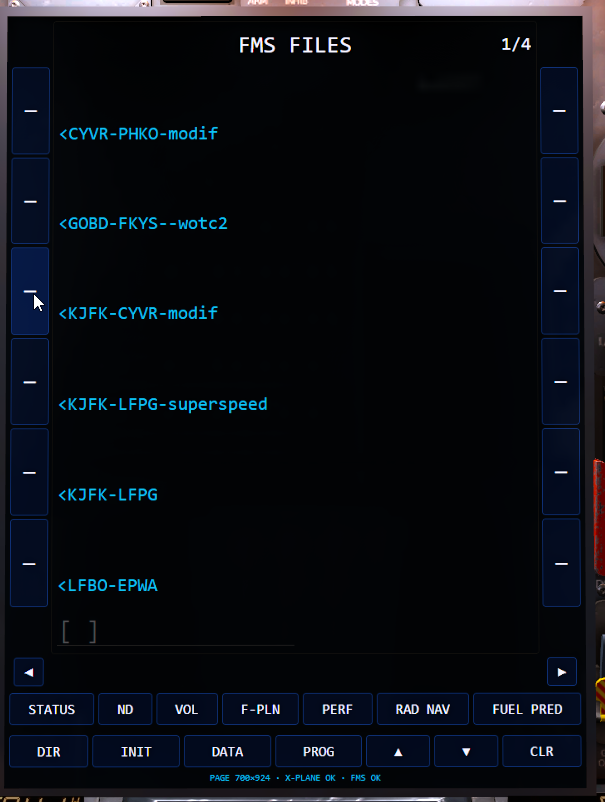 FMS FILES 1/4
<CYVR-PHKO-modif
<GOBD-FKYS--wotc2
<KJFK-CYVR-modif
<KJFK-LFPG-superspeed
<KJFK-LFPG
<LFBO-EPWA
[ ]
◀ ▶
STATUS ND VOL F-PLN PERF RAD NAV FUEL PRED
DIR INIT DATA PROG ▲ ▼ CLR
PAGE 700×924 · X-PLANE OK · FMS OK